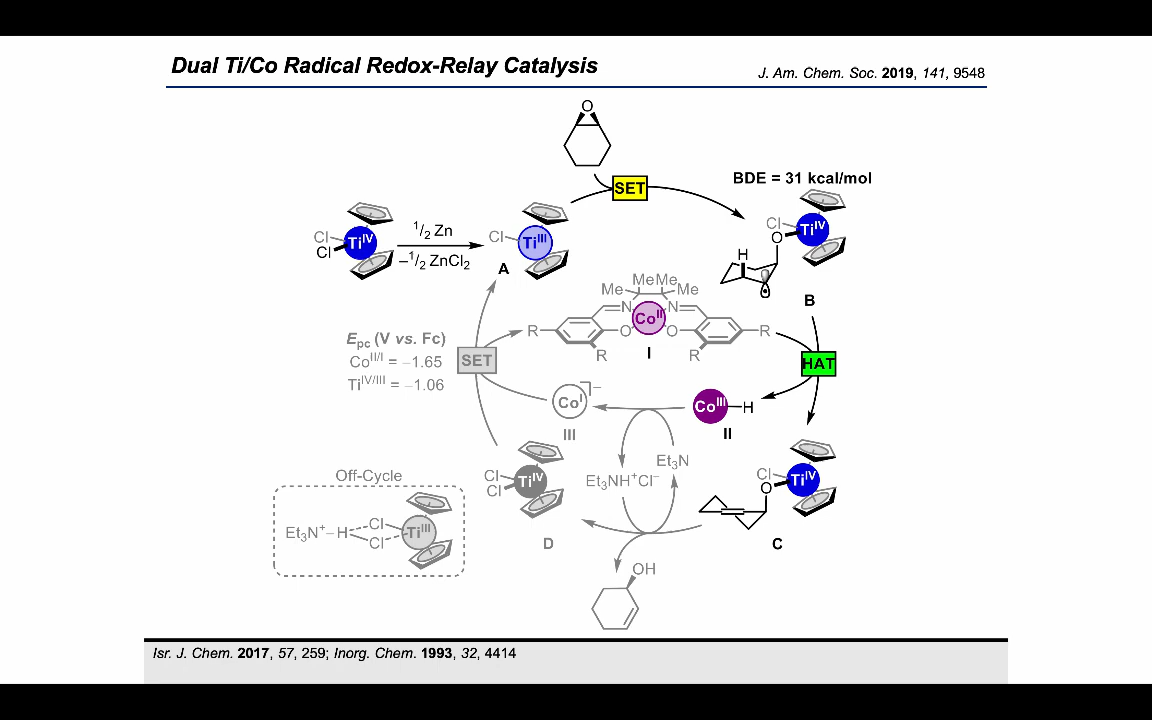 Dual Ti/Co Radical Redox-Relay Catalysis
J. Am. Chem. Soc. 2019, 141, 9548
O
SET
BDE = 31 kcal/mol
Cl
Cl
Ti^IV
1/2 Zn
–1/2 ZnCl2
Cl
Ti^III
A
Cl
Ti^IV
O
H
B
MeMe
Me
Me
N
N
Co^II
O
O
R
R
R
R
I
Epc (V vs. Fc)
Co^II/I = −1.65
Ti^IV/III = −1.06
SET
HAT
Co^I
–
III
Co^III
H
II
Et3N
Et3NH+Cl–
Off-Cycle
Et3N+–H
Cl
Cl
Ti^III
Cl
Cl
Ti^IV
D
Cl
Ti^IV
O
C
OH
Isr. J. Chem. 2017, 57, 259; Inorg. Chem. 1993, 32, 4414